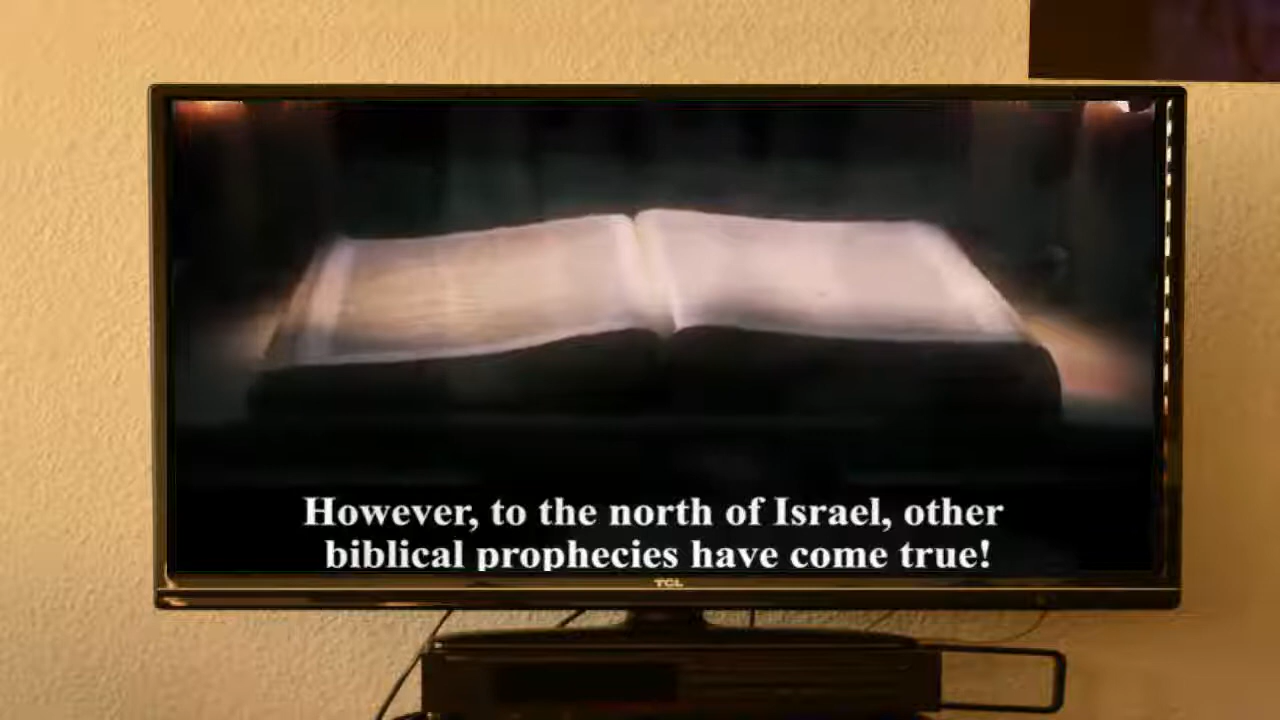 However, to the north of Israel, other
biblical prophecies have come true!
TCL